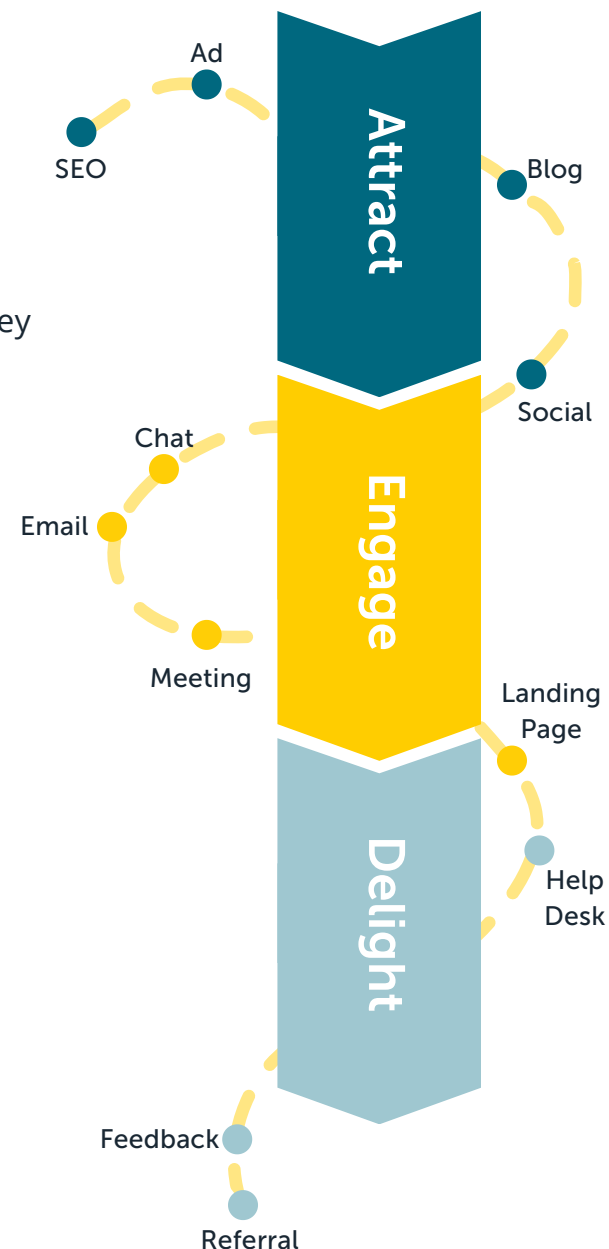 Ad
SEO
Attract
Blog
ey
Social
Chat
Engage
Email
Meeting
Landing
Page
Delight
Help
Desk
Feedback
Referral